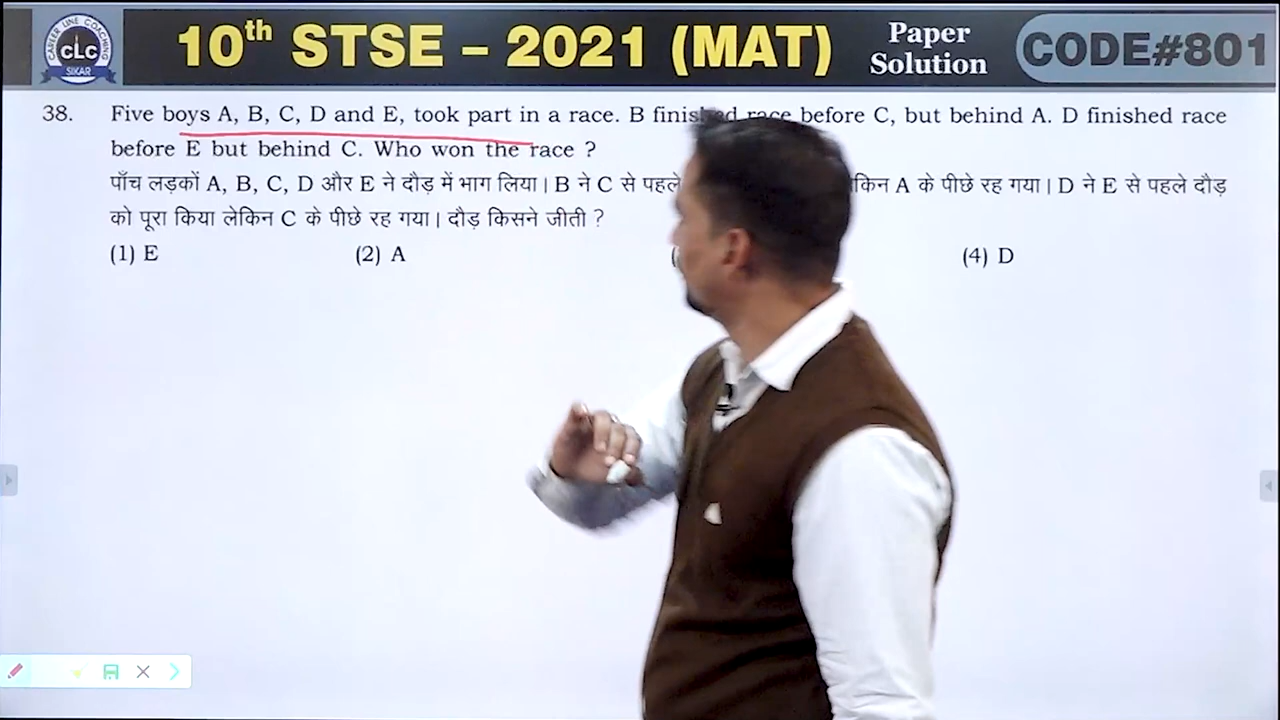 10th STSE – 2021 (MAT)
Paper
Solution
CODE#801
CAREER LINE COACHING
CLC
SIKAR
38. Five boys A, B, C, D and E, took part in a race. B finished race before C, but behind A. D finished race
before E but behind C. Who won the race ?
पाँच लड़कों A, B, C, D और E ने दौड़ में भाग लिया। B ने C से पहले A के पीछे रह गया। D ने E से पहले दौड़
को पूरा किया लेकिन C के पीछे रह गया। दौड़ किसने जीती ?
(1) E (2) A (4) D